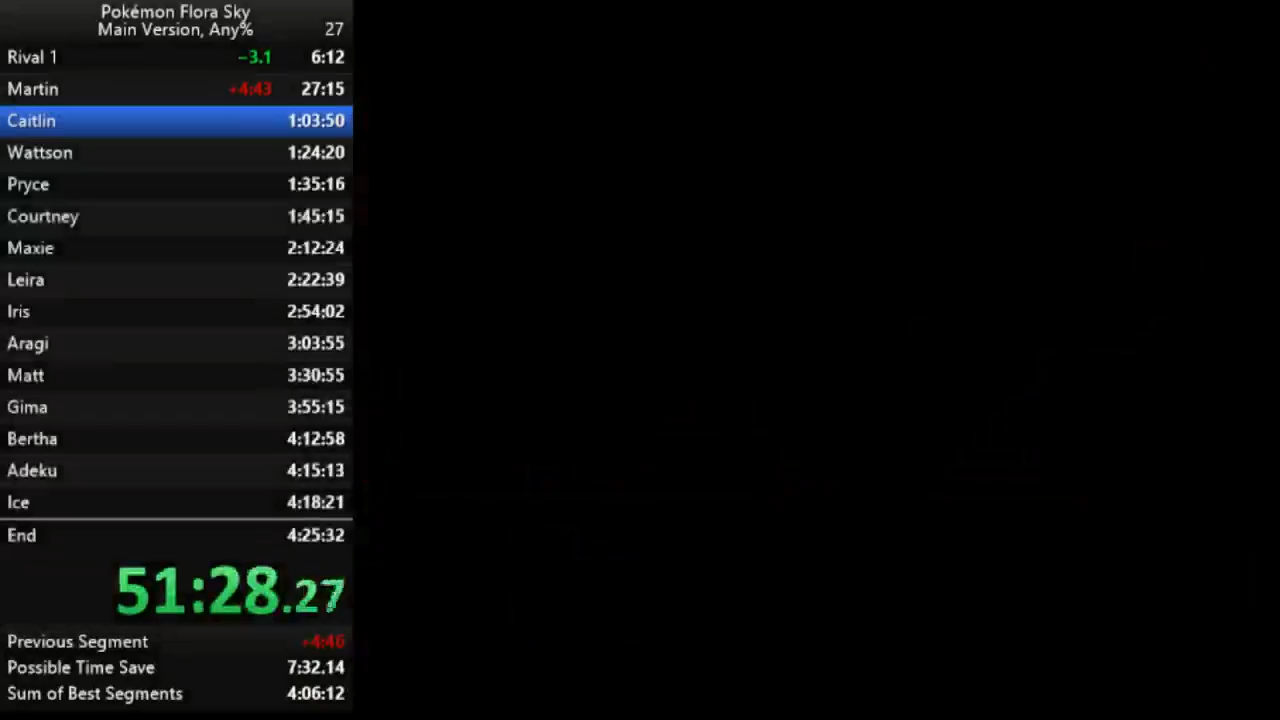 Pokémon Flora Sky
Main Version, Any% 27
Rival 1 −3.1 6:12
Martin +4:43 27:15
Caitlin 1:03:50
Wattson 1:24:20
Pryce 1:35:16
Courtney 1:45:15
Maxie 2:12:24
Leira 2:22:39
Iris 2:54:02
Aragi 3:03:55
Matt 3:30:55
Gima 3:55:15
Bertha 4:12:58
Adeku 4:15:13
Ice 4:18:21
End 4:25:32
51:28.27
Previous Segment +4:46
Possible Time Save 7:32.14
Sum of Best Segments 4:06:12